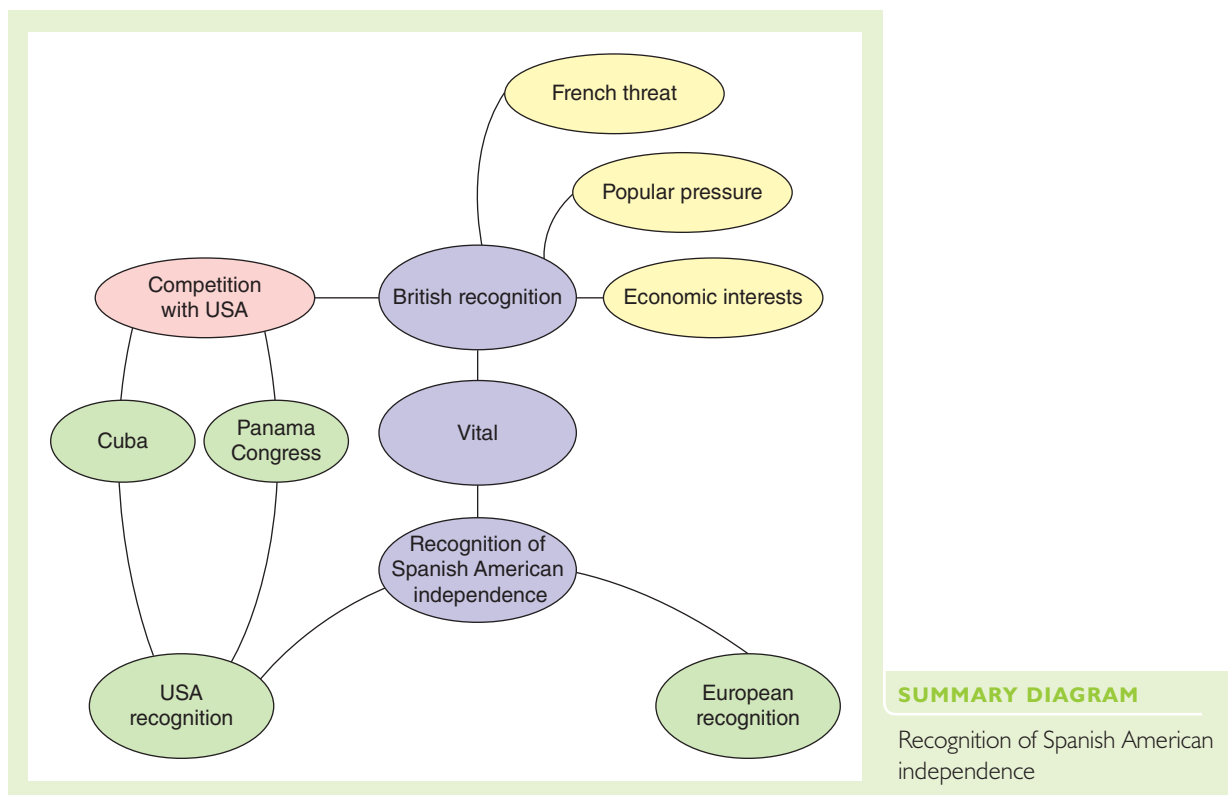 French threat
Popular pressure
Competition
with USA
British recognition
Economic interests
Cuba
Panama
Congress
Vital
Recognition of
Spanish American
independence
USA
recognition
European
recognition
SUMMARY DIAGRAM
Recognition of Spanish American
independence